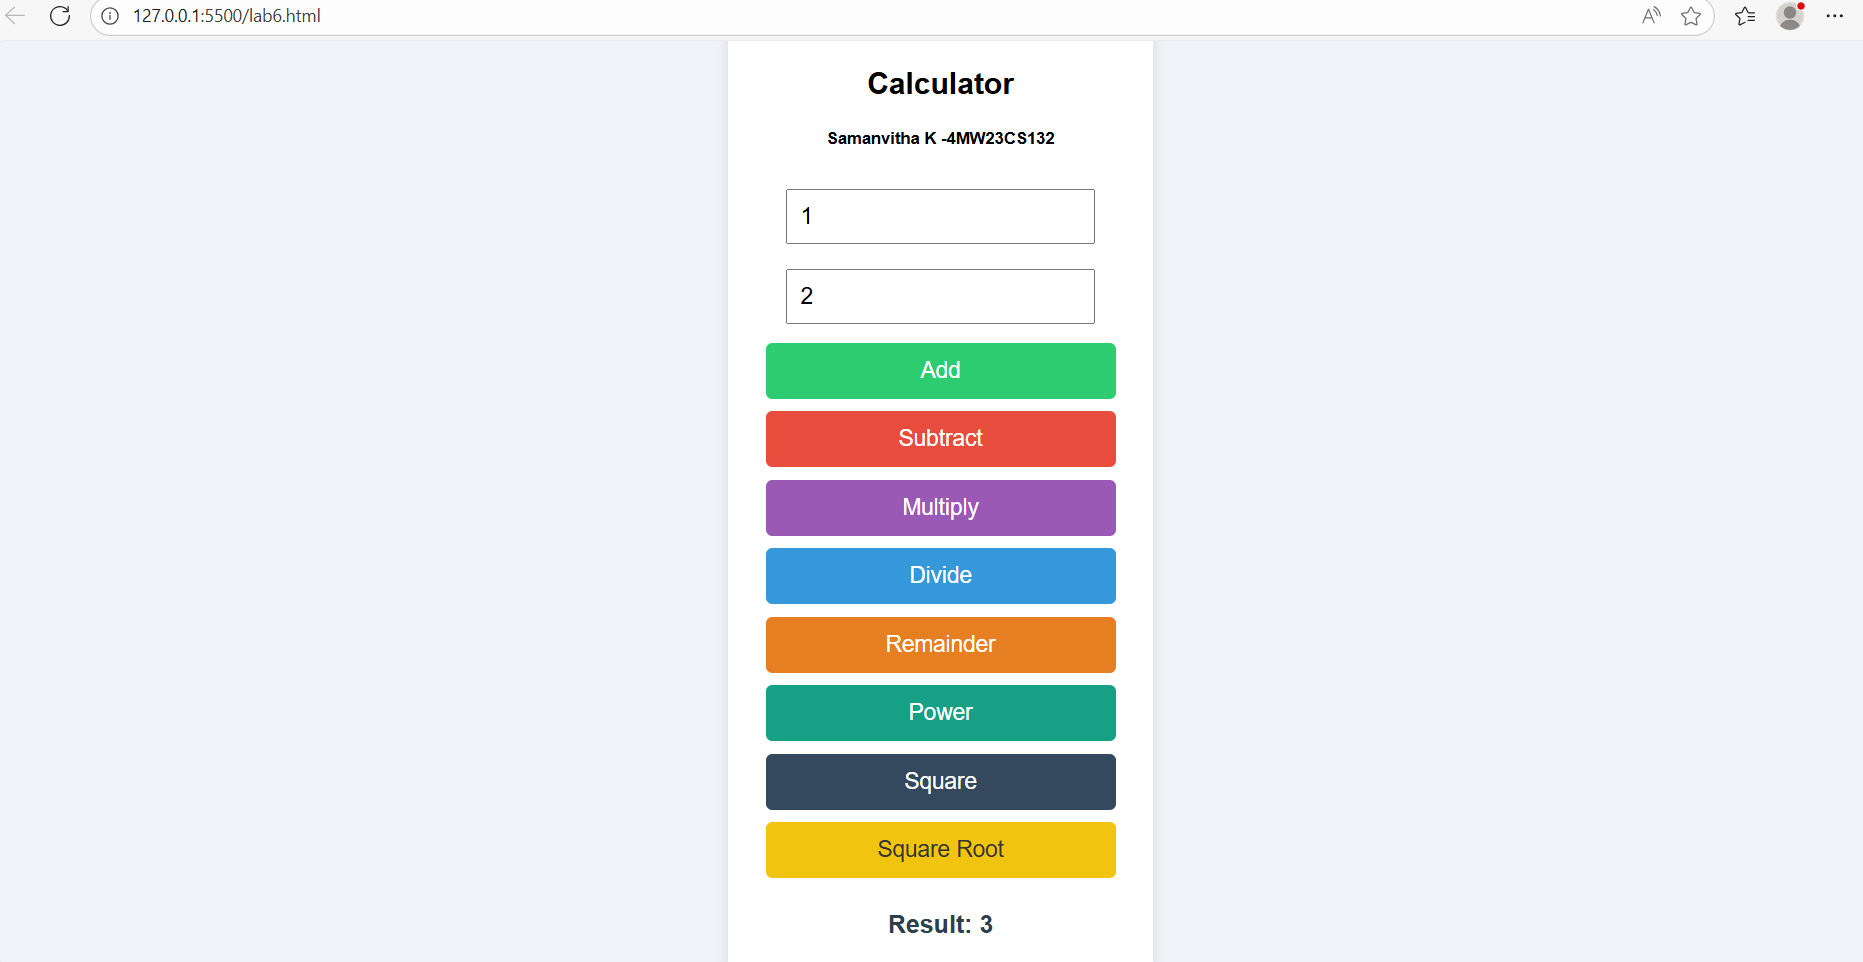 127.0.0.1:5500/lab6.html
Calculator
Samanvitha K -4MW23CS132
1
2
Add
Subtract
Multiply
Divide
Remainder
Power
Square
Square Root
Result: 3